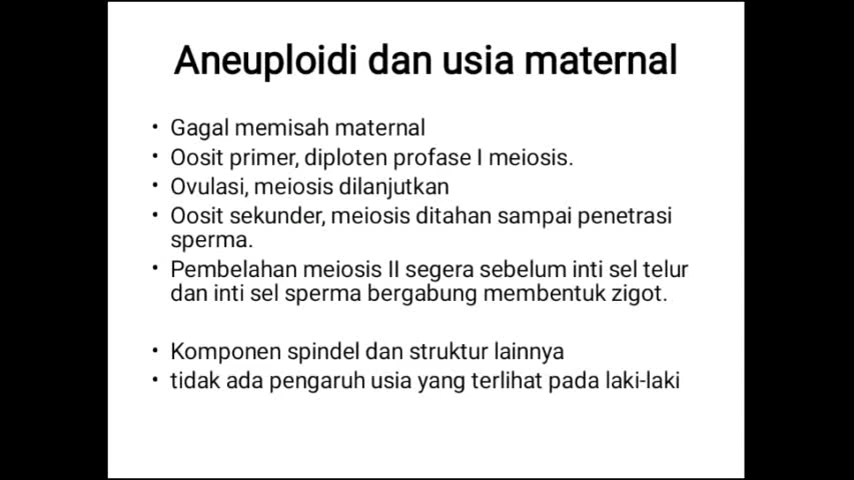 Aneuploidi dan usia maternal
• Gagal memisah maternal
• Oosit primer, diploten profase I meiosis.
• Ovulasi, meiosis dilanjutkan
• Oosit sekunder, meiosis ditahan sampai penetrasi
sperma.
• Pembelahan meiosis II segera sebelum inti sel telur
dan inti sel sperma bergabung membentuk zigot.
• Komponen spindel dan struktur lainnya
• tidak ada pengaruh usia yang terlihat pada laki-laki